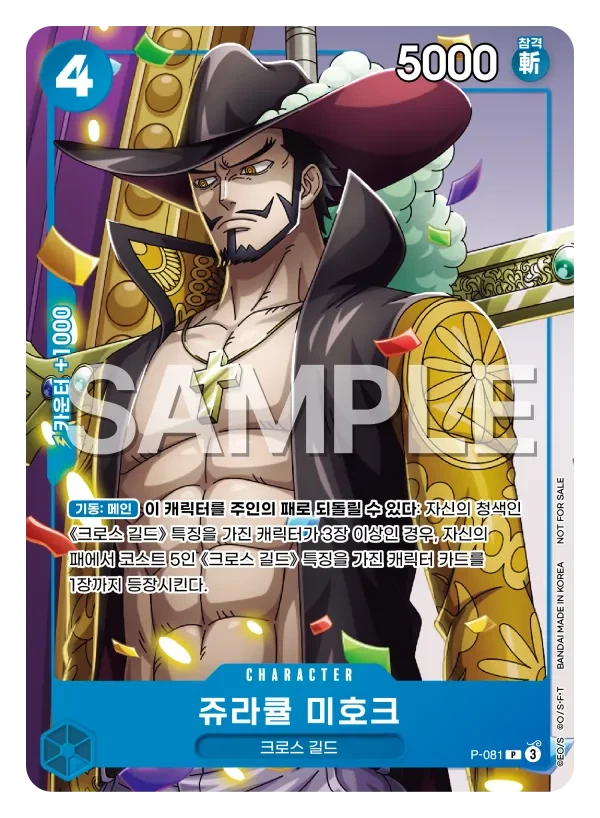 4
5000
참격
斬
카운터 +1000
SAMPLE
기동: 메인 이 캐릭터를 주인의 패로 되돌릴 수 있다: 자신의 청색인
《크로스 길드》 특징을 가진 캐릭터가 3장 이상인 경우, 자신의
패에서 코스트 5인 《크로스 길드》 특징을 가진 캐릭터 카드를
1장까지 등장시킨다.
CHARACTER
쥬라큘 미호크
크로스 길드
P-081 P 3
©EO/S ©O/S·F·T BANDAI MADE IN KOREA NOT FOR SALE